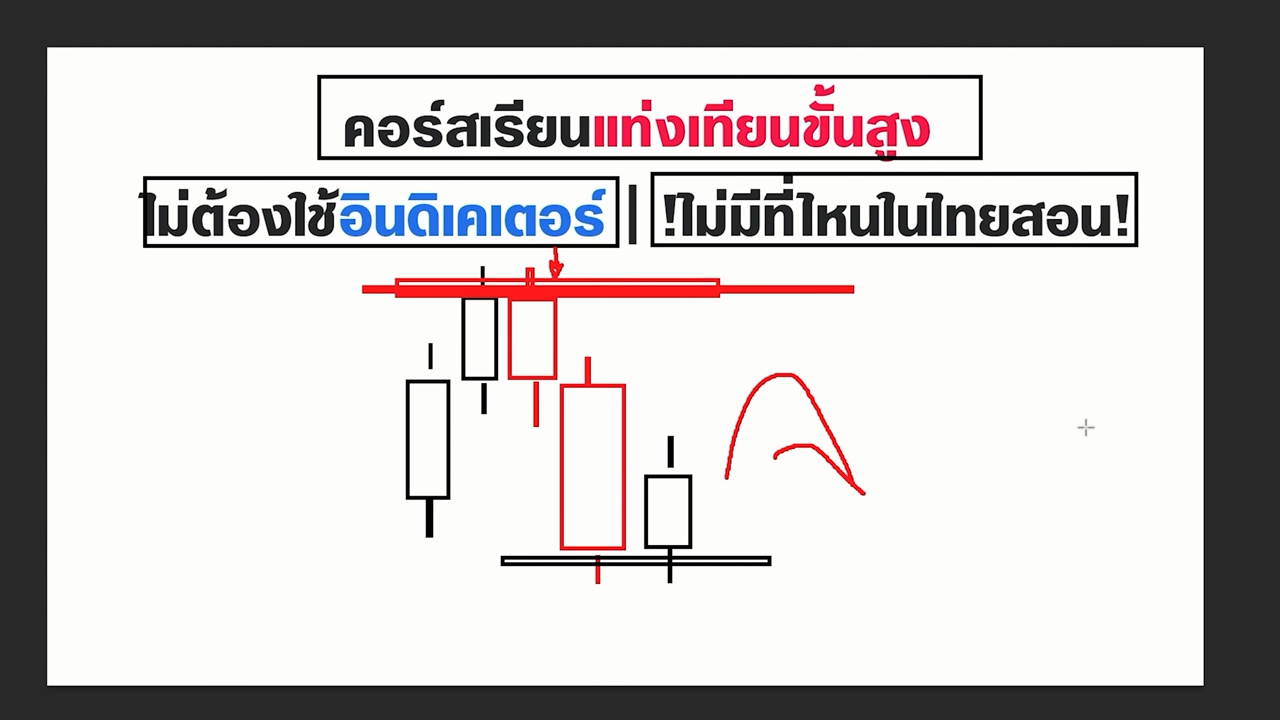 คอร์สเรียนแท่งเทียนขั้นสูง
ไม่ต้องใช้อินดิเคเตอร์ | !ไม่มีที่ไหนในไทยสอน!